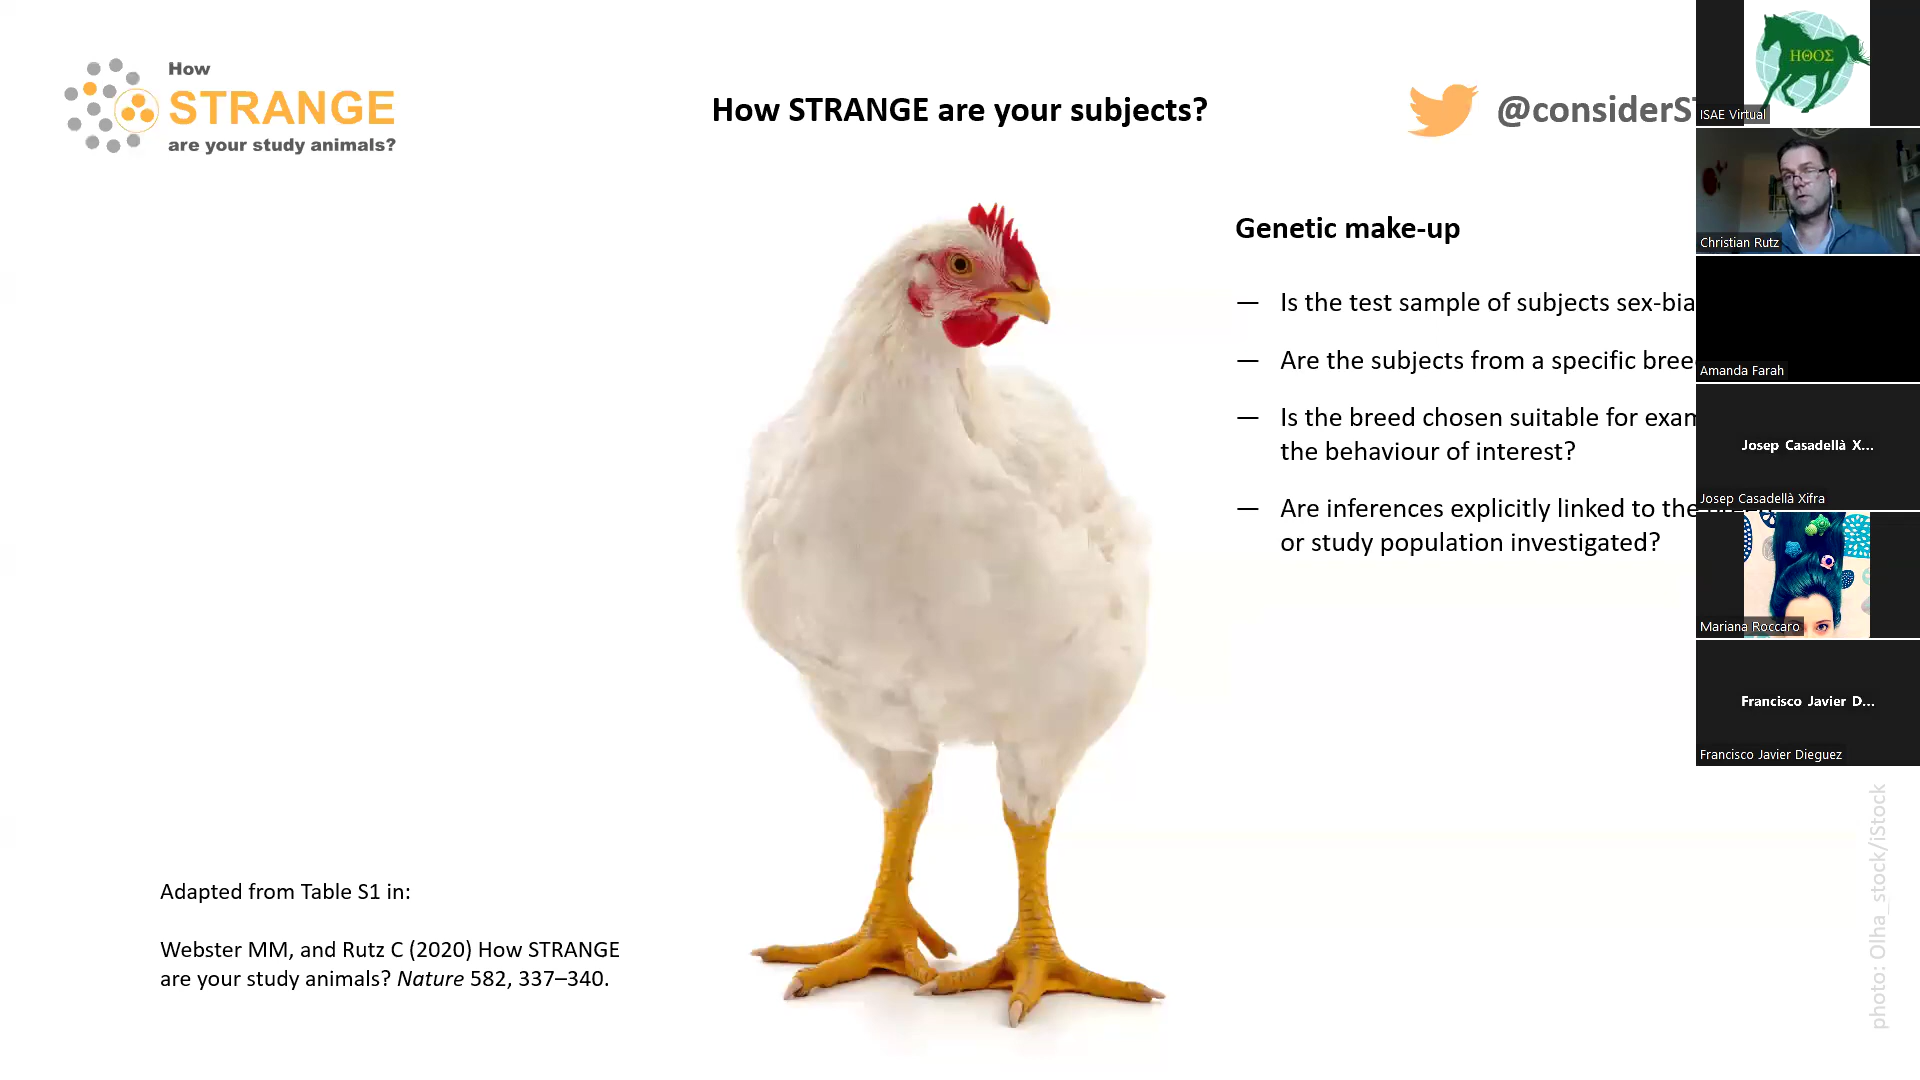 How
STRANGE
are your study animals?
How STRANGE are your subjects?
@considerS
Genetic make-up
— Is the test sample of subjects sex-bia
— Are the subjects from a specific bree
— Is the breed chosen suitable for exam
the behaviour of interest?
— Are inferences explicitly linked to the
or study population investigated?
Adapted from Table S1 in:
Webster MM, and Rutz C (2020) How STRANGE
are your study animals? Nature 582, 337–340.
ΗΘΟΣ
ISAE Virtual
Christian Rutz
Amanda Farah
Josep Casadellà X...
Josep Casadellà Xifra
Mariana Roccaro
Francisco Javier D...
Francisco Javier Dieguez
photo: Olha_stock/iStock